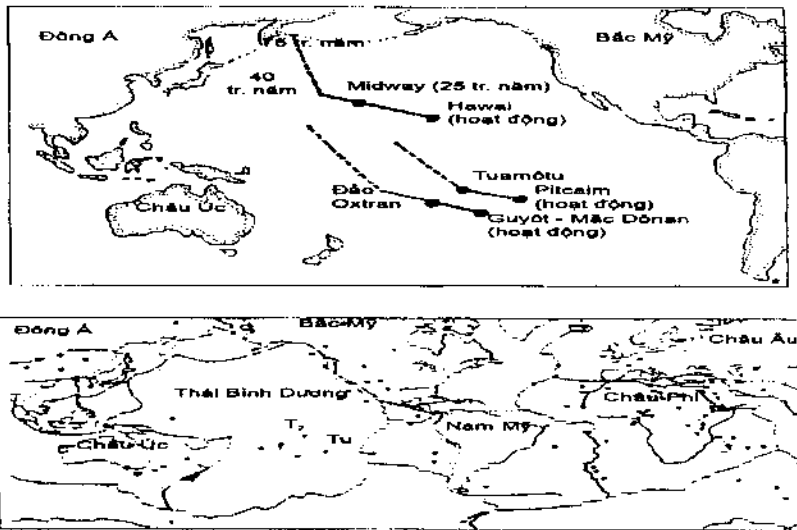 Đông Á
Bắc Mỹ
75 tr. năm
40
tr. năm
Midway (25 tr. năm)
Hawai
(hoạt động)
Tuamôtu
Đảo
Oxtran
Pitcairn
(hoạt động)
Châu Úc
Guyôt - Mắc Đônan
(hoạt động)
Đông Á
Bắc Mỹ
Châu Âu
Thái Bình Dương
Châu Phi
Nam Mỹ
Châu Úc
Tu